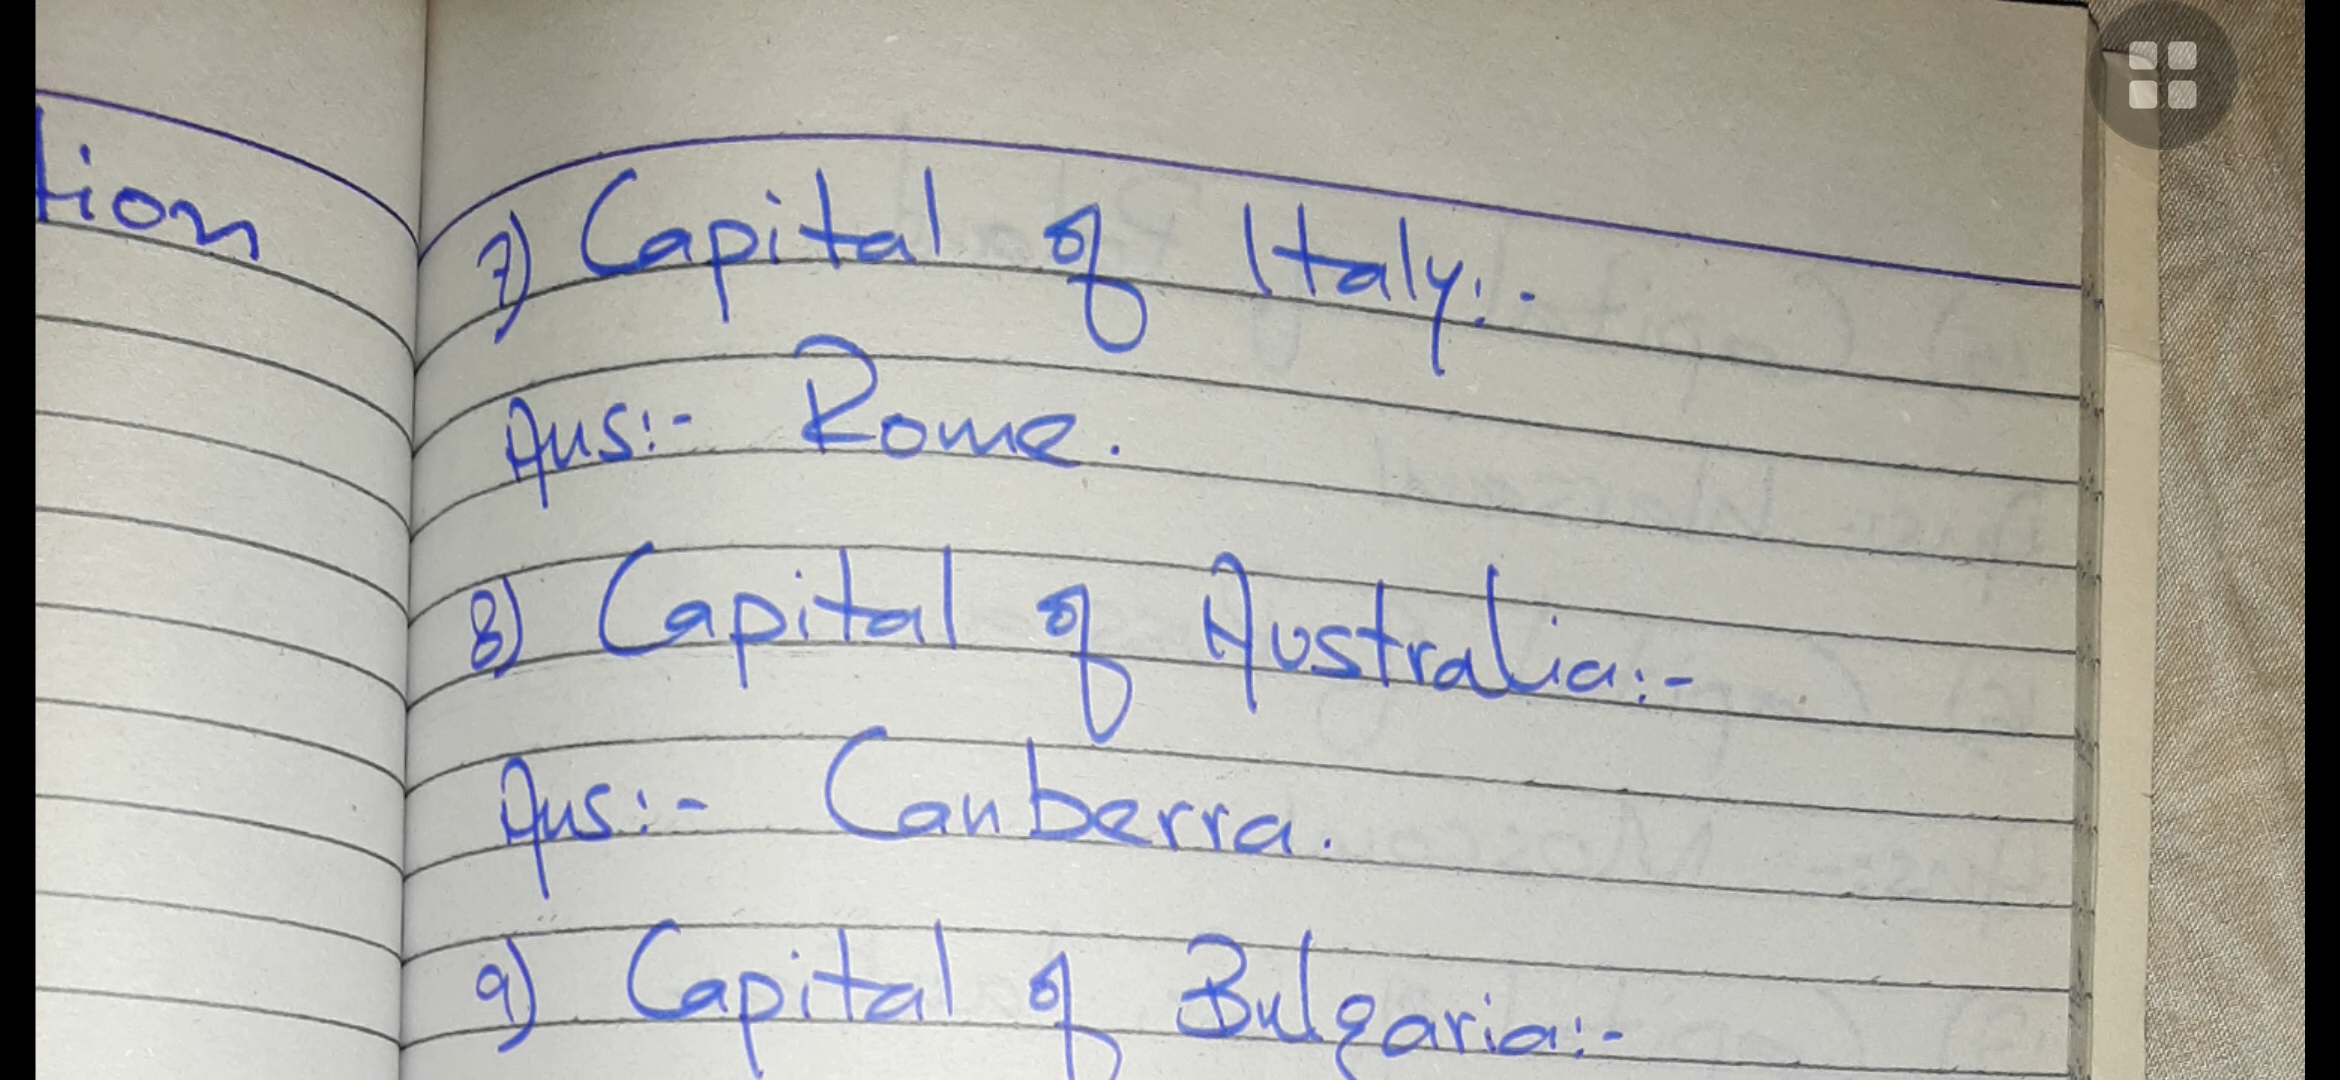 tion
7) Capital of Italy:-
Ans:- Rome.
8) Capital of Australia:-
Ans:- Canberra.
9) Capital of Bulgaria:-